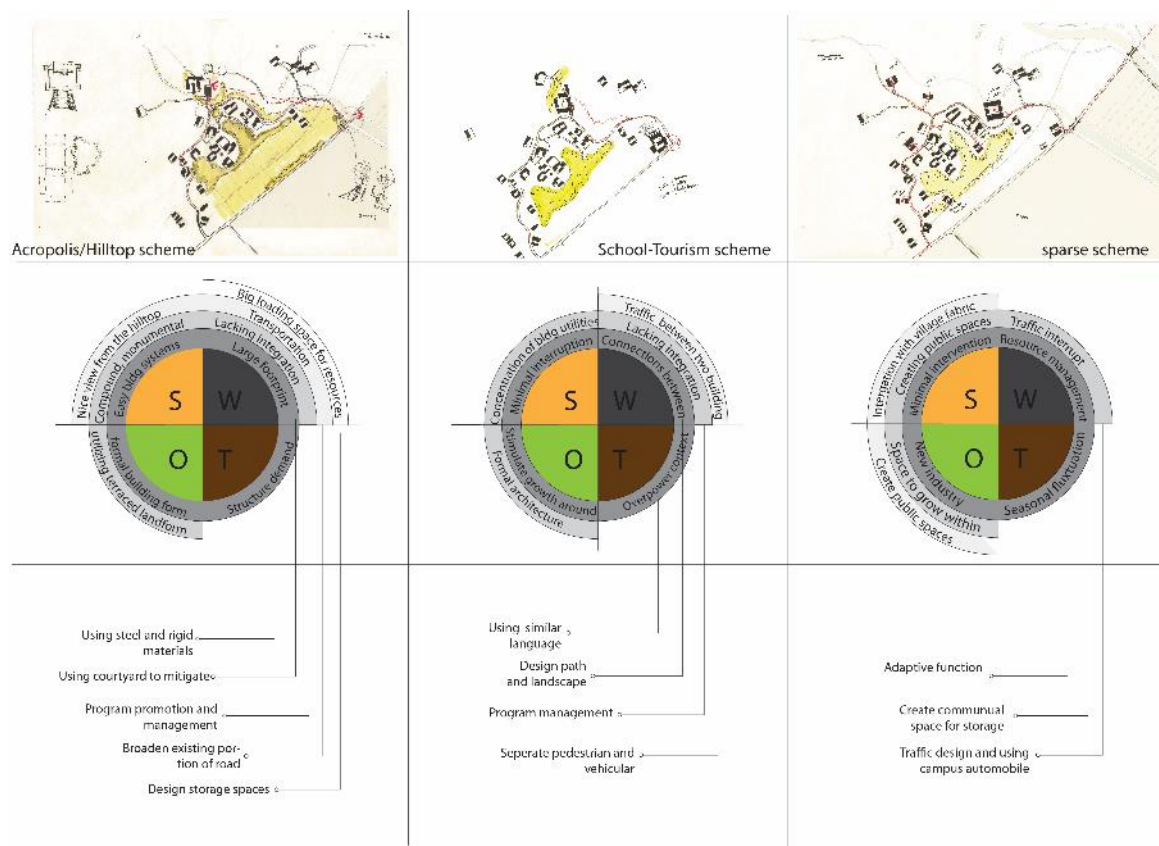 Acropolis/Hilltop scheme
School-Tourism scheme
sparse scheme
Nice view from the hilltop
Compound, monumental
Easy bldg systems
Big loading space for resources
Transportation
Lacking integration
Large footprint
S W
O T
utilizing terraced landform
formal building form
Structure demand
Concentration of bldg utilities
Minimal Interruption
Traffic between two building
Lacking integration
Connections between
S W
O T
Formal architecture
Stimulate growth around
Overpower context
Integration with village fabric
Creating public spaces
Minimal intervention
Traffic interrupt
Resource management
S W
O T
Create public spaces
Space to grow within
New industry
Seasonal fluctuation
Using steel and rigid
materials
Using courtyard to mitigate
Program promotion and
management
Broaden existing por-
tion of road
Design storage spaces
Using similar
language
Design path
and landscape
Program management
Seperate pedestrian and
vehicular
Adaptive function
Create communual
space for storage
Traffic design and using
campus automobile